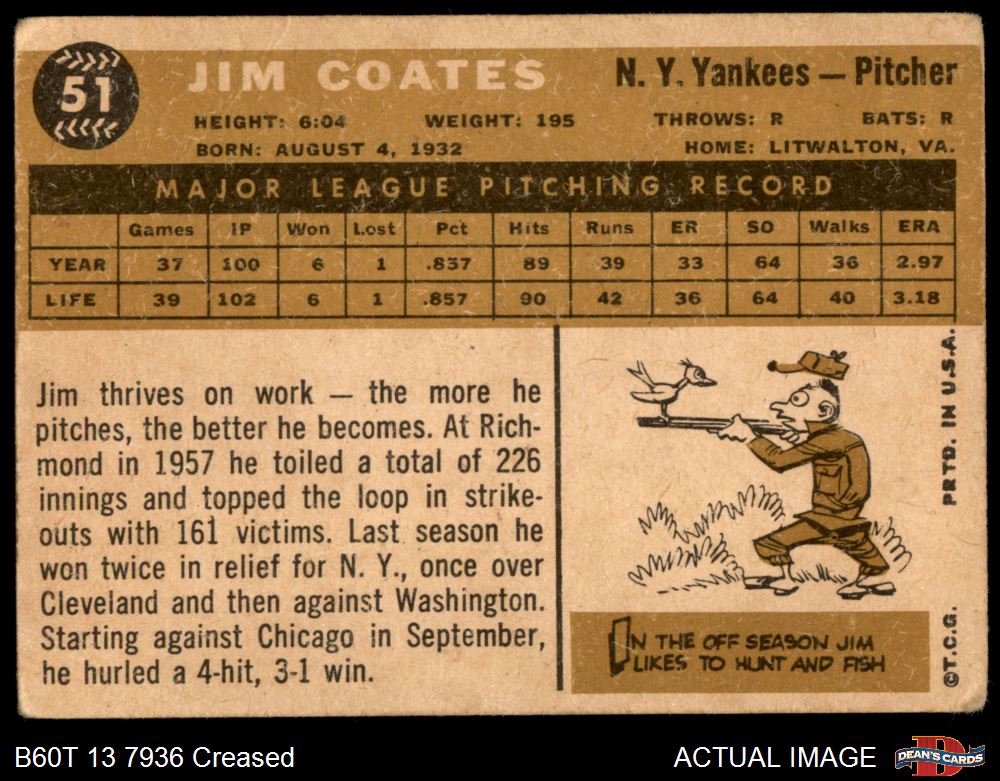 51
JIM COATES
N. Y. Yankees — Pitcher
HEIGHT: 6:04 WEIGHT: 195 THROWS: R BATS: R
BORN: AUGUST 4, 1932 HOME: LITWALTON, VA.
MAJOR LEAGUE PITCHING RECORD
Games IP Won Lost Pct Hits Runs ER SO Walks ERA
YEAR 37 100 6 1 .857 89 39 33 64 36 2.97
LIFE 39 102 6 1 .857 90 42 36 64 40 3.18
Jim thrives on work — the more he
pitches, the better he becomes. At Rich-
mond in 1957 he toiled a total of 226
innings and topped the loop in strike-
outs with 161 victims. Last season he
won twice in relief for N. Y., once over
Cleveland and then against Washington.
Starting against Chicago in September,
he hurled a 4-hit, 3-1 win.
IN THE OFF SEASON JIM
LIKES TO HUNT AND FISH
©T.C.G. PRTD. IN U.S.A.
B60T 13 7936 Creased
ACTUAL IMAGE
DEAN'S CARDS